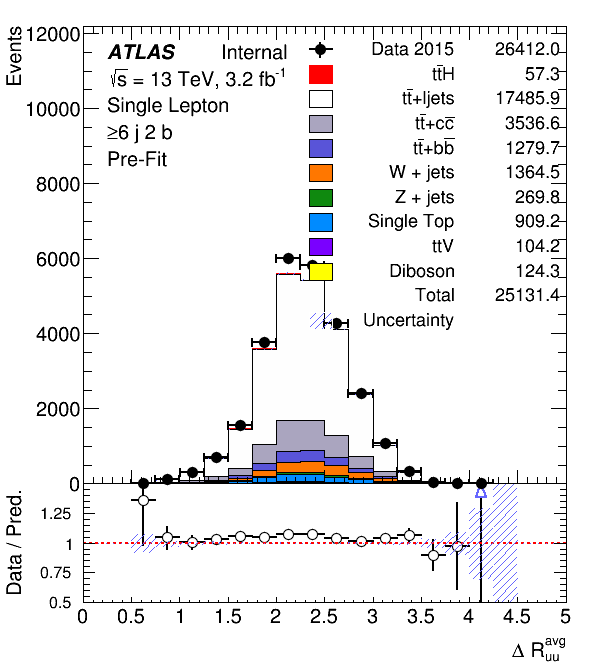 Events
12000
10000
8000
6000
4000
2000
0
ATLAS Internal
√s = 13 TeV, 3.2 fb⁻¹
Single Lepton
≥6 j 2 b
Pre-Fit
Data 2015 26412.0
tt̄H 57.3
tt̄+ljets 17485.9
tt̄+cc̄ 3536.6
tt̄+bb̄ 1279.7
W + jets 1364.5
Z + jets 269.8
Single Top 909.2
ttV 104.2
Diboson 124.3
Total 25131.4
Uncertainty
Data / Pred.
1.25
1
0.75
0.5
0 0.5 1 1.5 2 2.5 3 3.5 4 4.5 5
Δ R_uu^avg